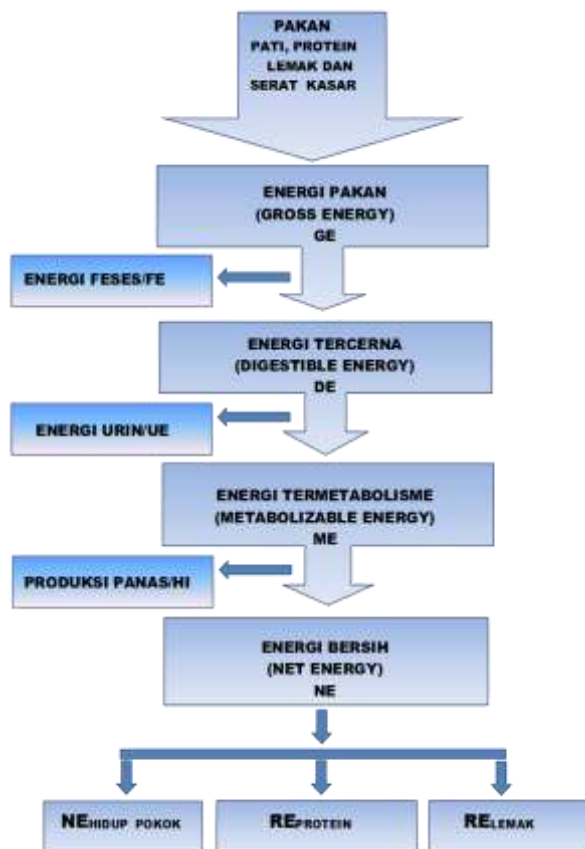 PAKAN
PATI, PROTEIN
LEMAK DAN
SERAT KASAR
ENERGI PAKAN
(GROSS ENERGY)
GE
ENERGI FESES/FE
ENERGI TERCERNA
(DIGESTIBLE ENERGY)
DE
ENERGI URIN/UE
ENERGI TERMETABOLISME
(METABOLIZABLE ENERGY)
ME
PRODUKSI PANAS/HI
ENERGI BERSIH
(NET ENERGY)
NE
NEHIDUP POKOK
REPROTEIN
RELEMAK